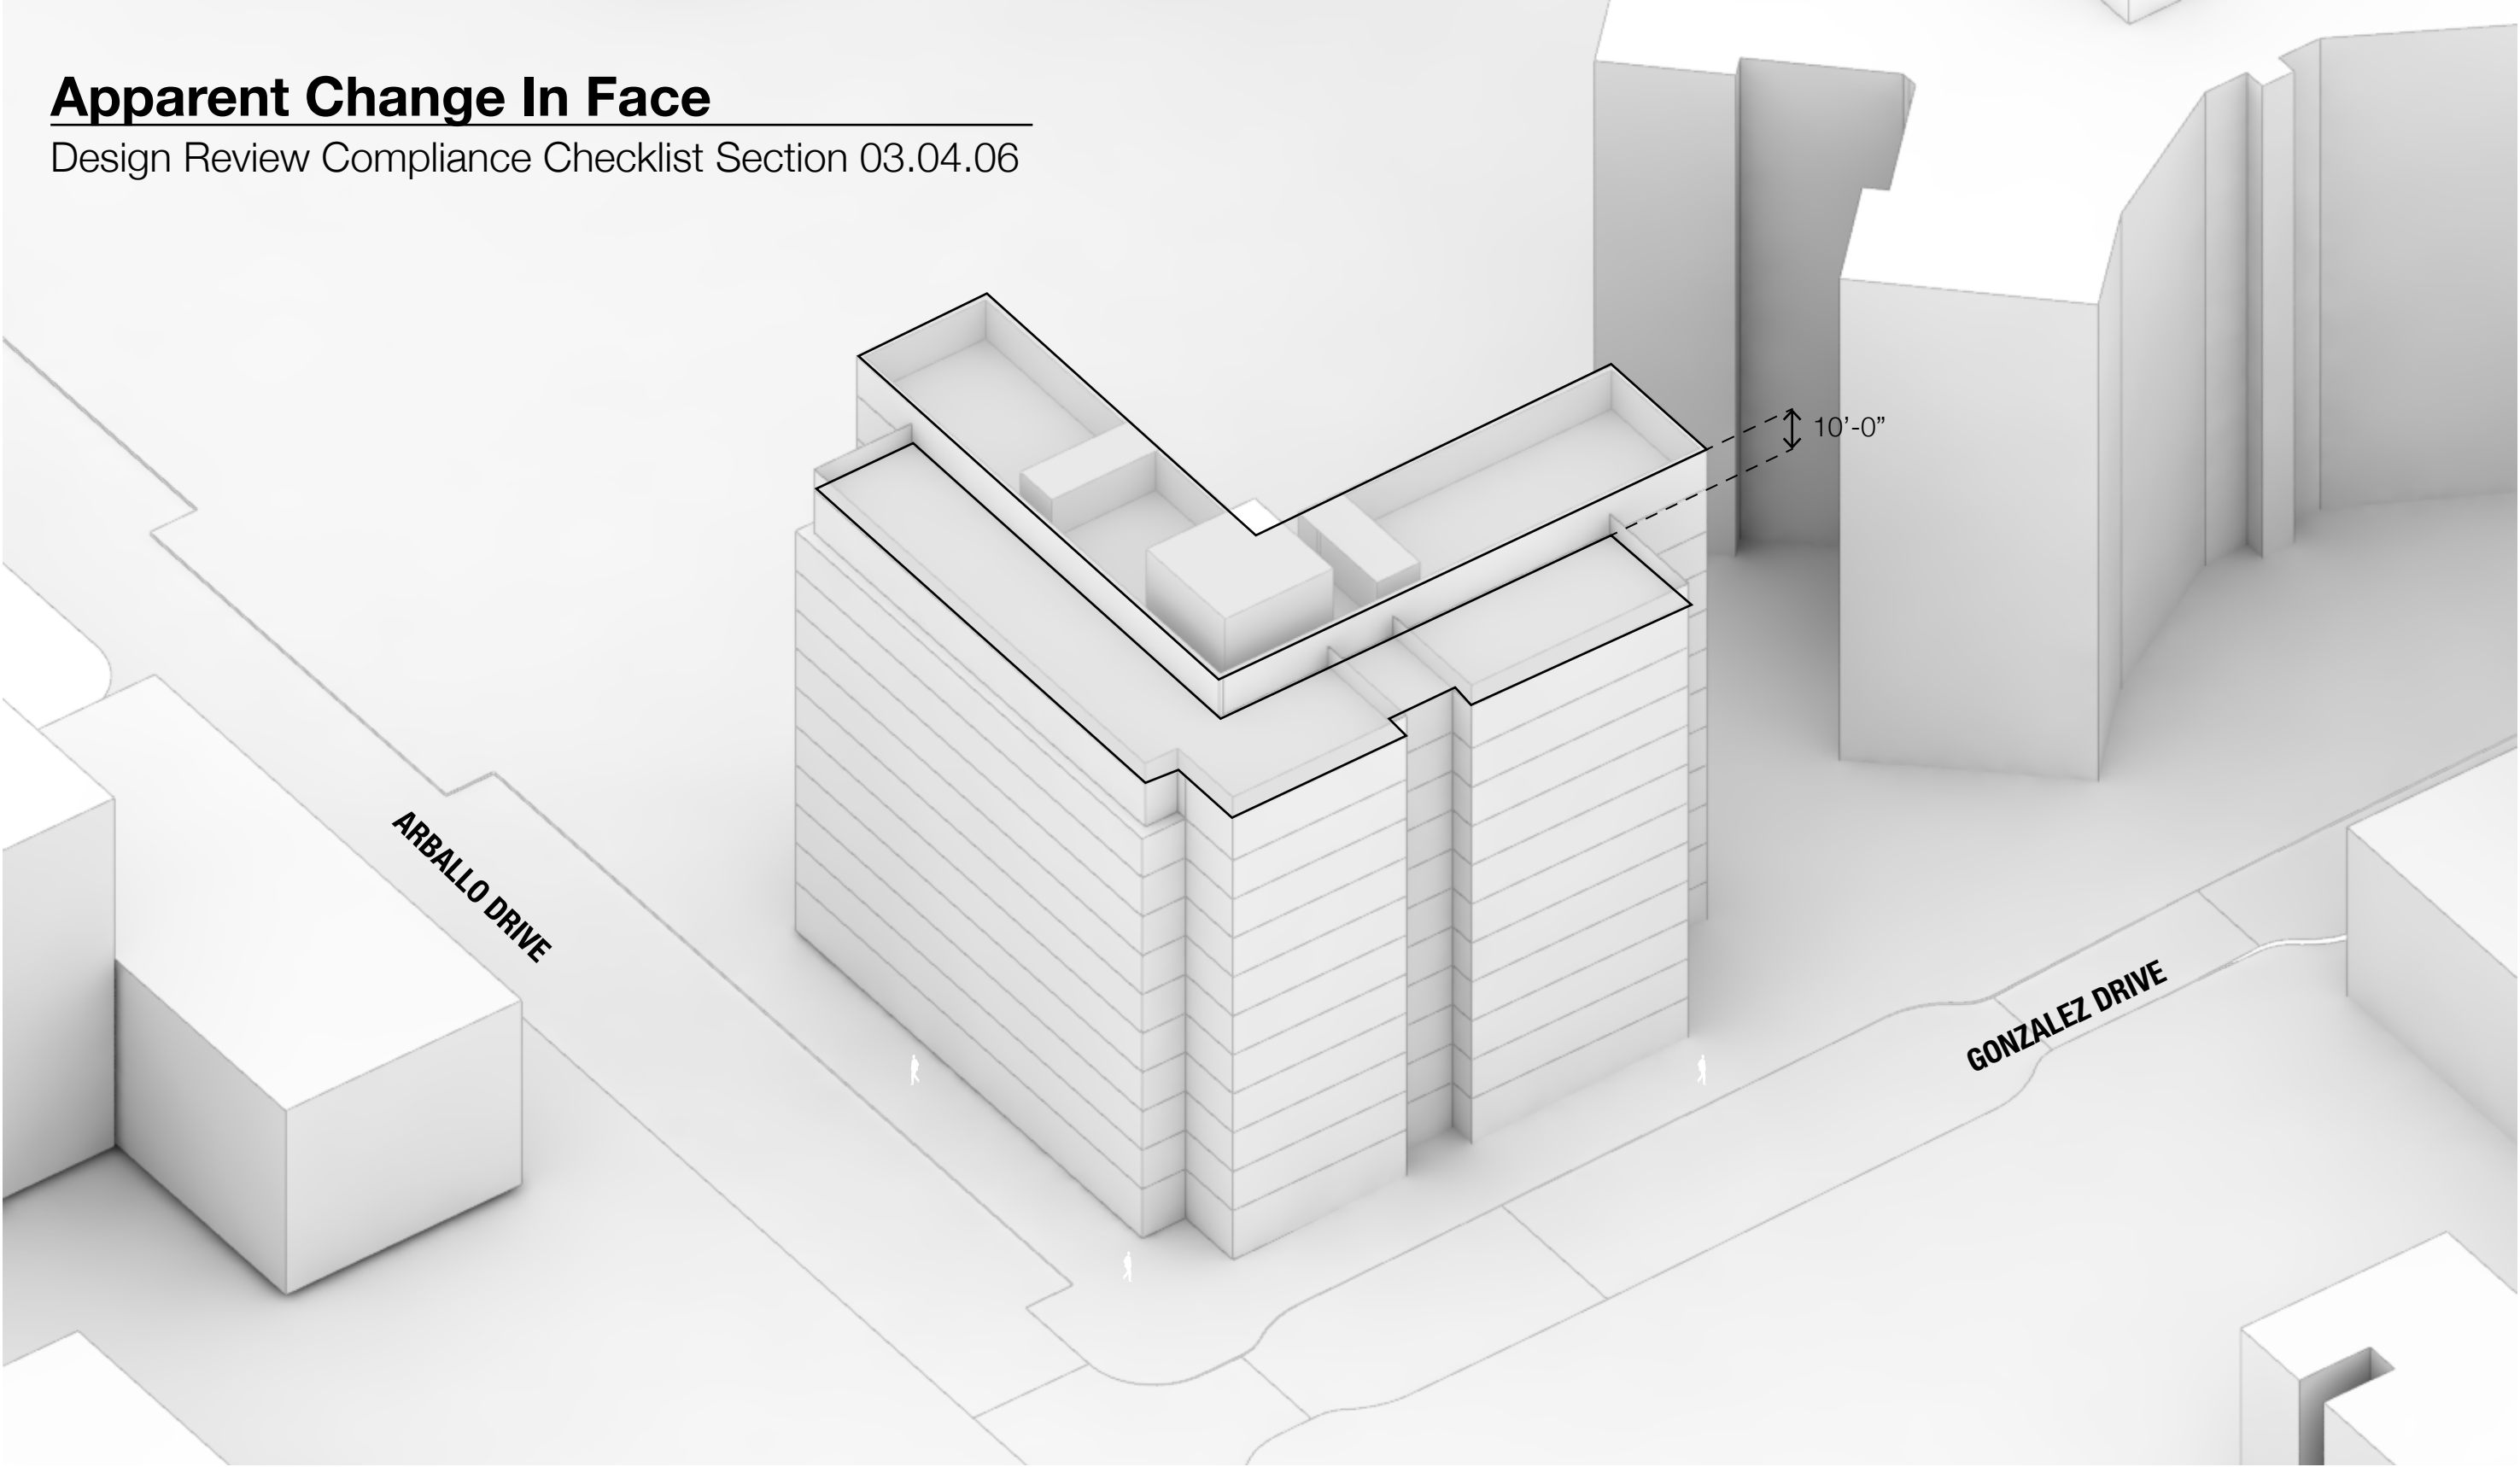 Apparent Change In Face
Design Review Compliance Checklist Section 03.04.06
10’-0”
ARBALLO DRIVE
GONZALEZ DRIVE